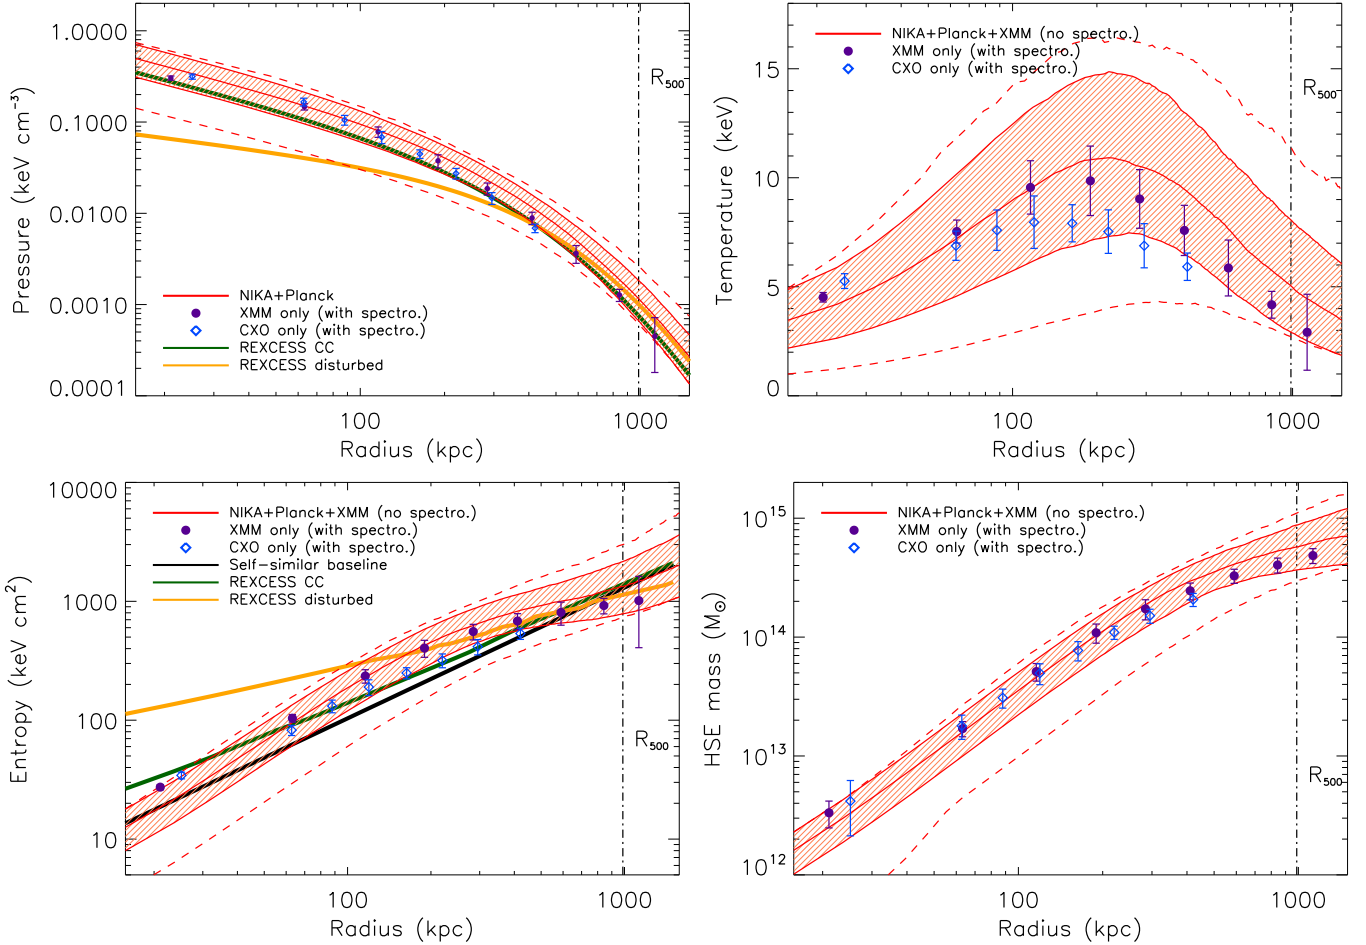 1.0000
0.1000
0.0100
0.0010
0.0001
Pressure (keV cm⁻³)
R₅₀₀
NIKA+Planck
XMM only (with spectro.)
CXO only (with spectro.)
REXCESS CC
REXCESS disturbed
100
1000
Radius (kpc)
15
10
5
0
Temperature (keV)
NIKA+Planck+XMM (no spectro.)
XMM only (with spectro.)
CXO only (with spectro.)
R₅₀₀
100
1000
Radius (kpc)
10000
1000
100
10
Entropy (keV cm²)
NIKA+Planck+XMM (no spectro.)
XMM only (with spectro.)
CXO only (with spectro.)
Self-similar baseline
REXCESS CC
REXCESS disturbed
R₅₀₀
100
1000
Radius (kpc)
10¹⁵
10¹⁴
10¹³
10¹²
HSE mass (M⊙)
NIKA+Planck+XMM (no spectro.)
XMM only (with spectro.)
CXO only (with spectro.)
R₅₀₀
100
1000
Radius (kpc)